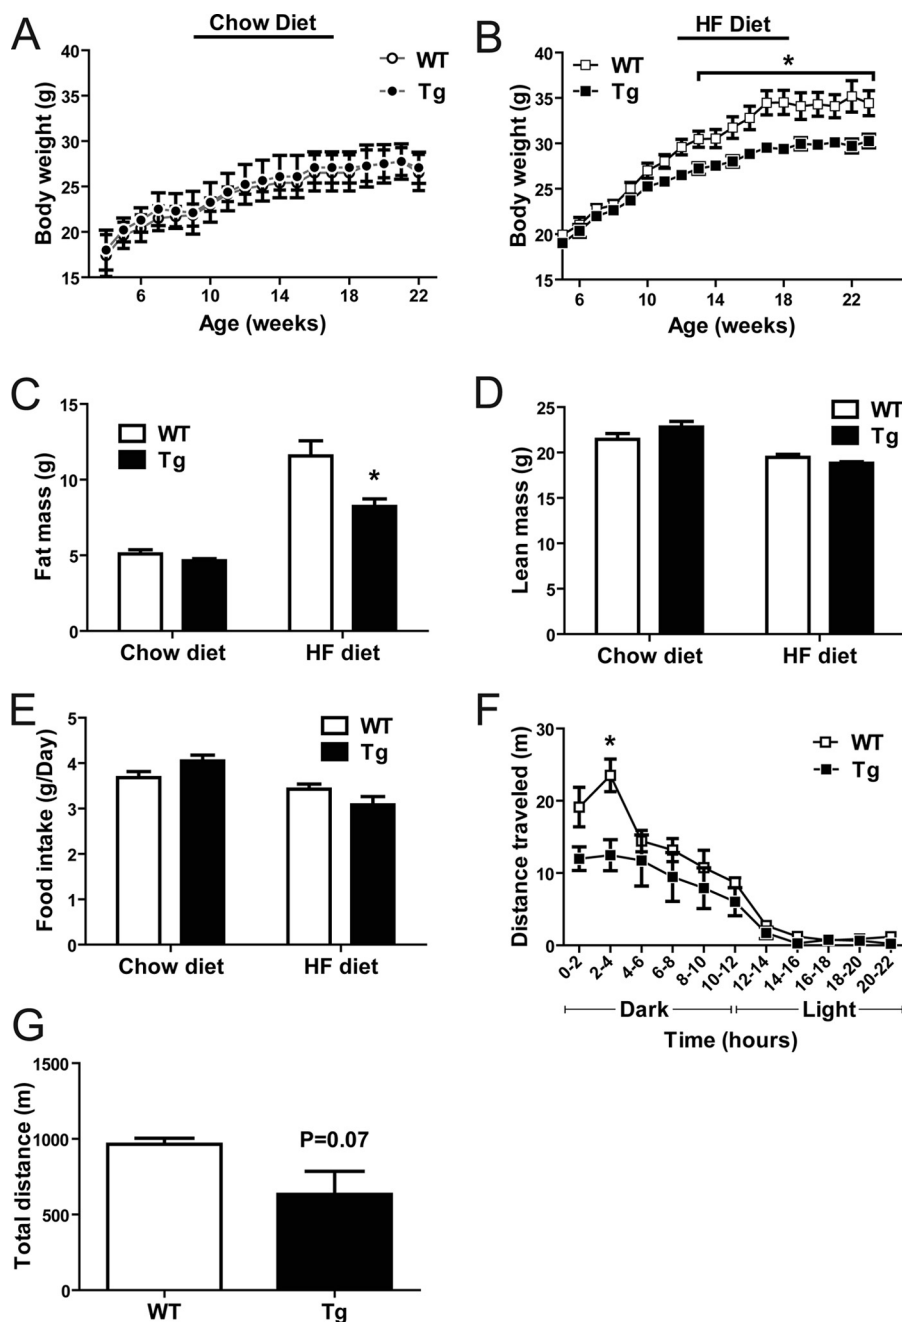 A
Chow Diet
WT
Tg
Body weight (g)
40
35
30
25
20
15
6
10
14
18
22
Age (weeks)
B
HF Diet
WT
Tg
*
Body weight (g)
40
35
30
25
20
15
6
10
14
18
22
Age (weeks)
C
WT
Tg
*
Fat mass (g)
15
10
5
0
Chow diet
HF diet
D
WT
Tg
Lean mass (g)
25
20
15
10
5
0
Chow diet
HF diet
E
WT
Tg
Food intake (g/Day)
5
4
3
2
1
0
Chow diet
HF diet
F
WT
Tg
*
Distance traveled (m)
30
20
10
0
0-2
2-4
4-6
6-8
8-10
10-12
12-14
14-16
16-18
18-20
20-22
Dark
Light
Time (hours)
G
P=0.07
Total distance (m)
1500
1000
500
0
WT
Tg